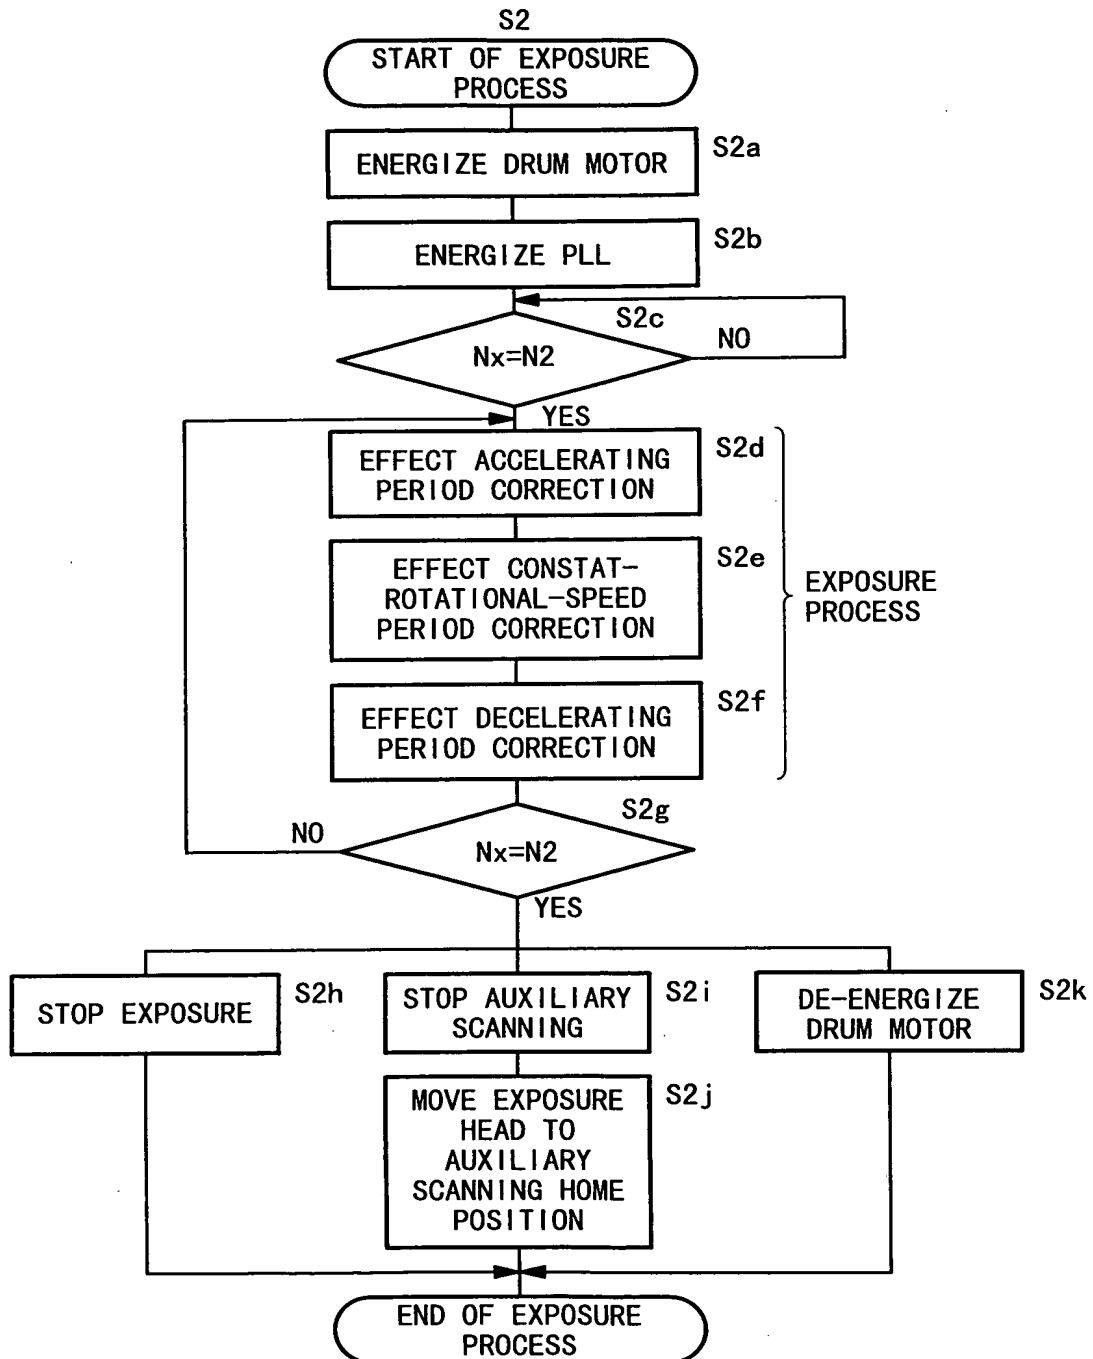 S2
START OF EXPOSURE
PROCESS
ENERGIZE DRUM MOTOR
S2a
ENERGIZE PLL
S2b
S2c
Nx=N2
NO
YES
EFFECT ACCELERATING
PERIOD CORRECTION
S2d
EFFECT CONSTAT-
ROTATIONAL-SPEED
PERIOD CORRECTION
S2e
EXPOSURE
PROCESS
EFFECT DECELERATING
PERIOD CORRECTION
S2f
S2g
NO
Nx=N2
YES
STOP EXPOSURE
S2h
STOP AUXILIARY
SCANNING
S2i
DE-ENERGIZE
DRUM MOTOR
S2k
MOVE EXPOSURE
HEAD TO
AUXILIARY
SCANNING HOME
POSITION
S2j
END OF EXPOSURE
PROCESS